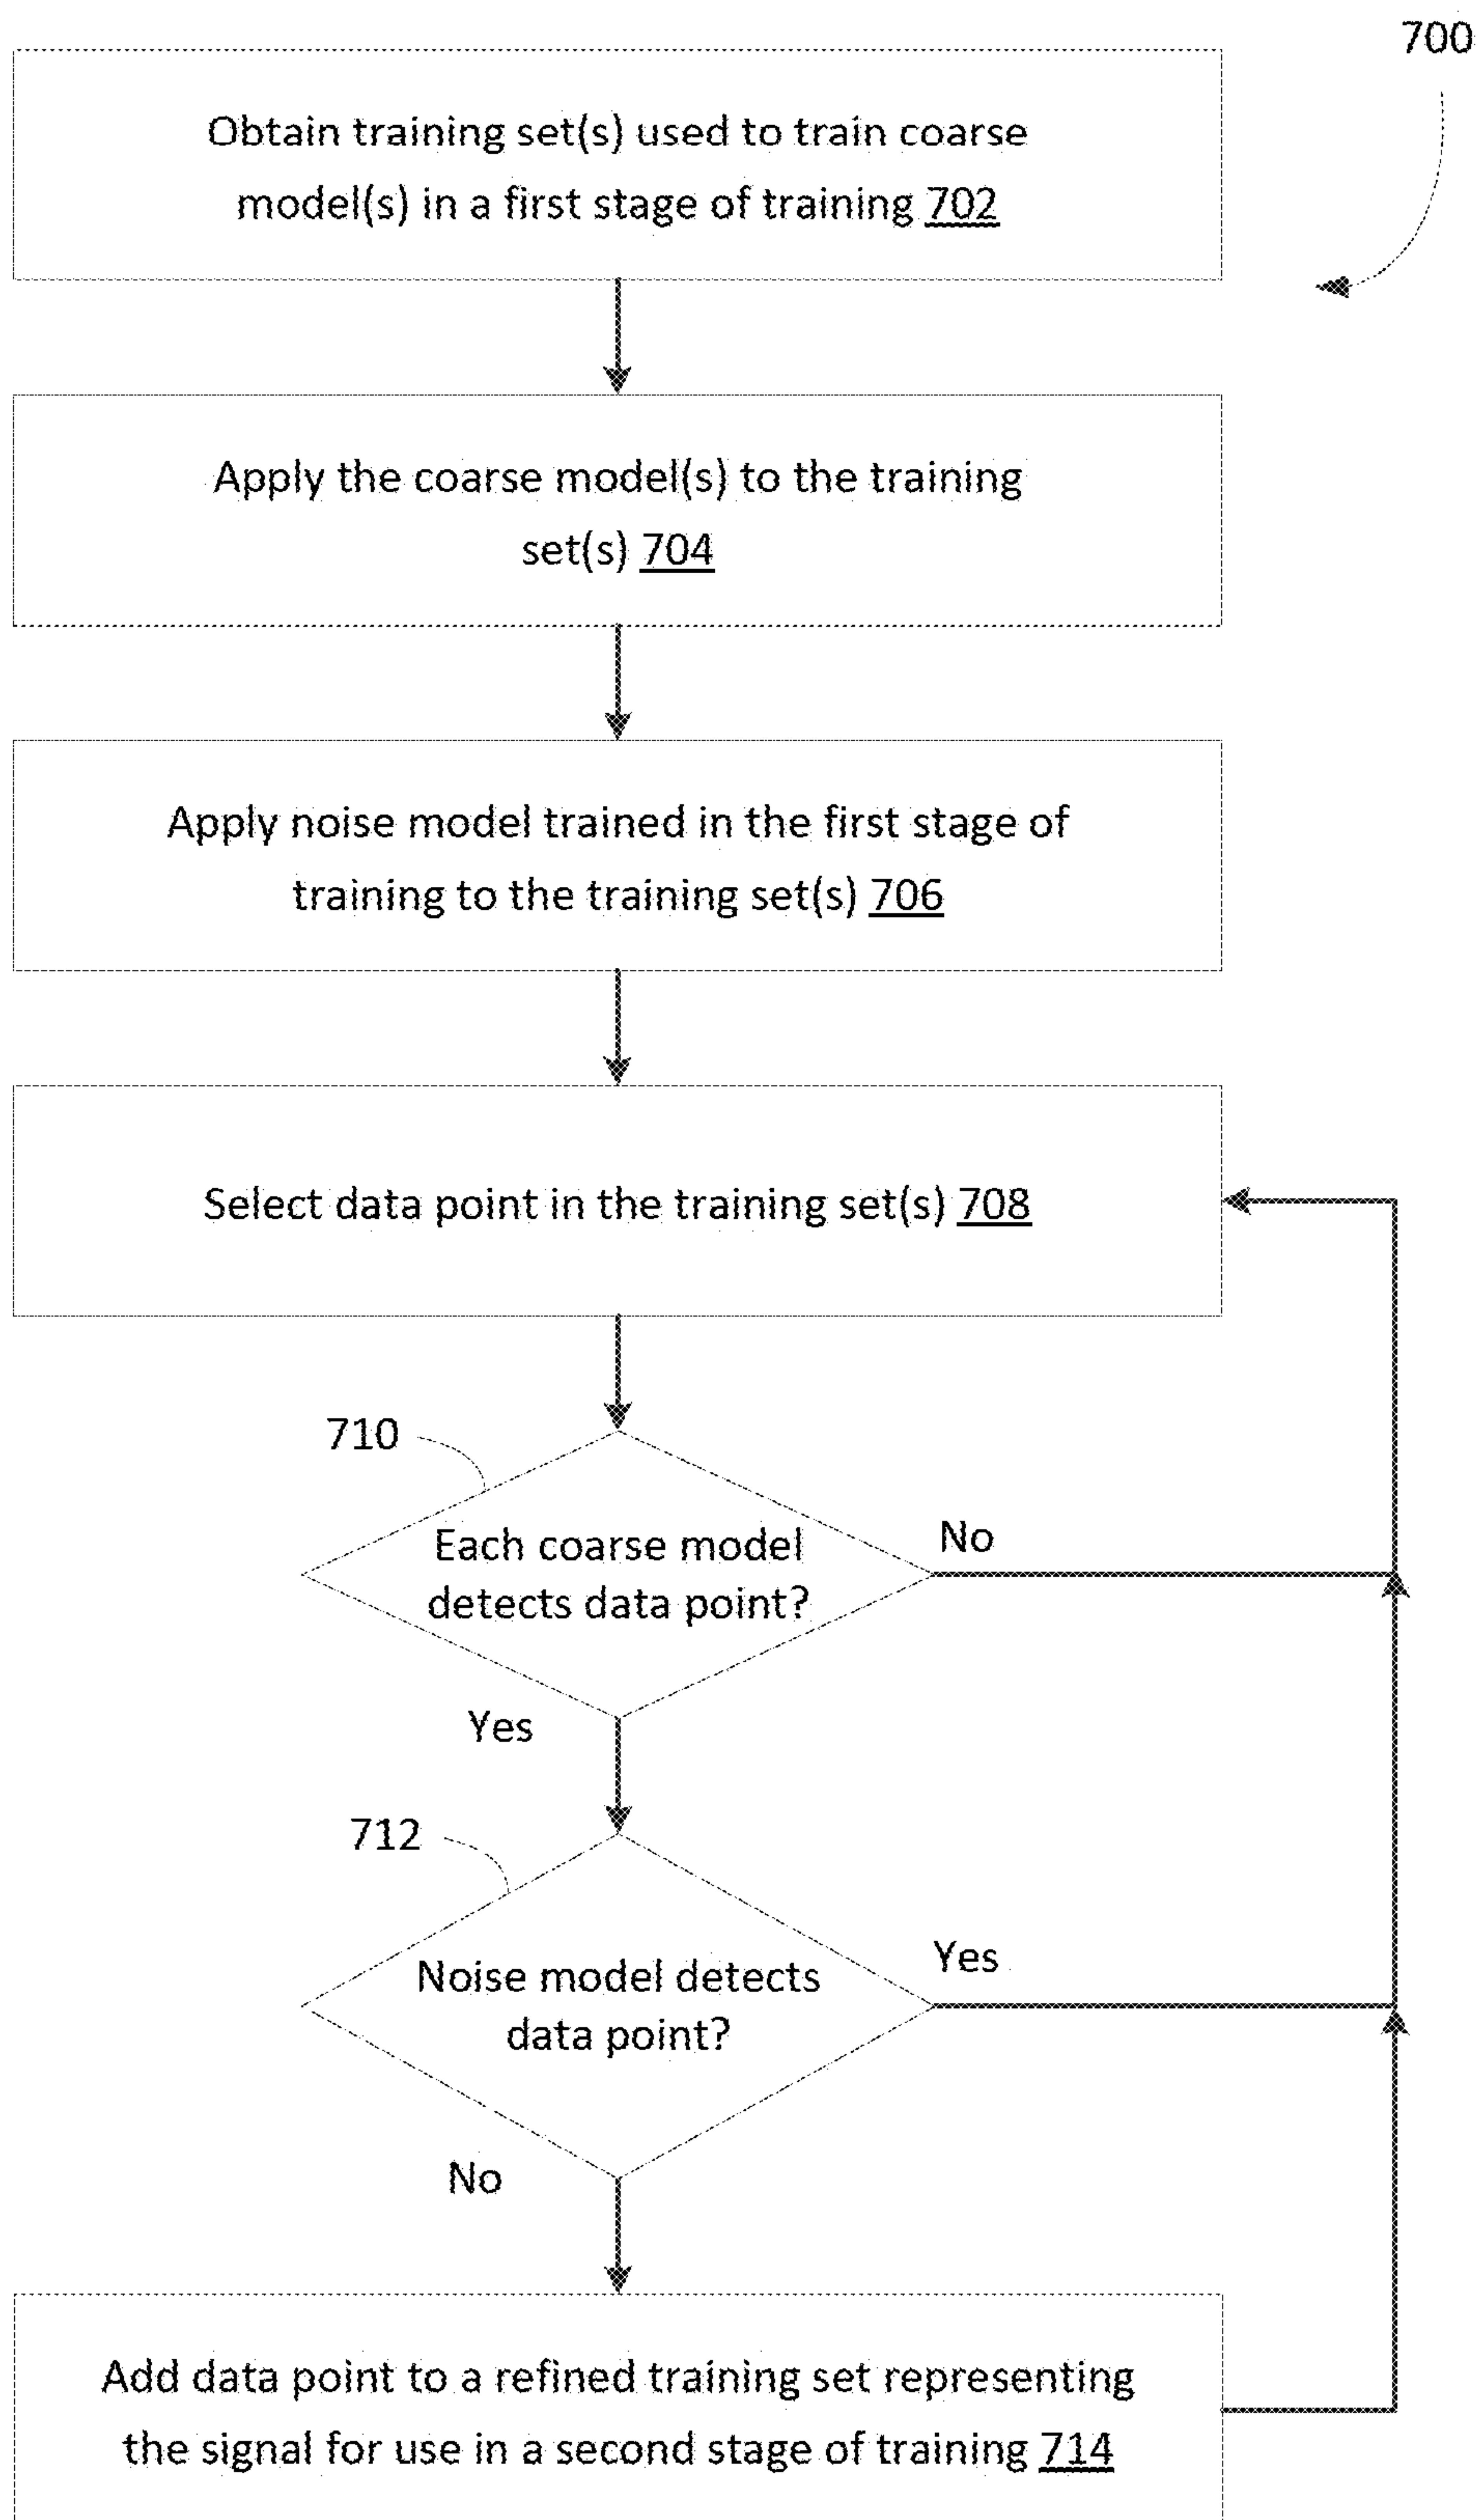 700
Obtain training set(s) used to train coarse
model(s) in a first stage of training 702
Apply the coarse model(s) to the training
set(s) 704
Apply noise model trained in the first stage of
training to the training set(s) 706
Select data point in the training set(s) 708
710
Each coarse model
detects data point?
No
Yes
712
Noise model detects
data point?
Yes
No
Add data point to a refined training set representing
the signal for use in a second stage of training 714